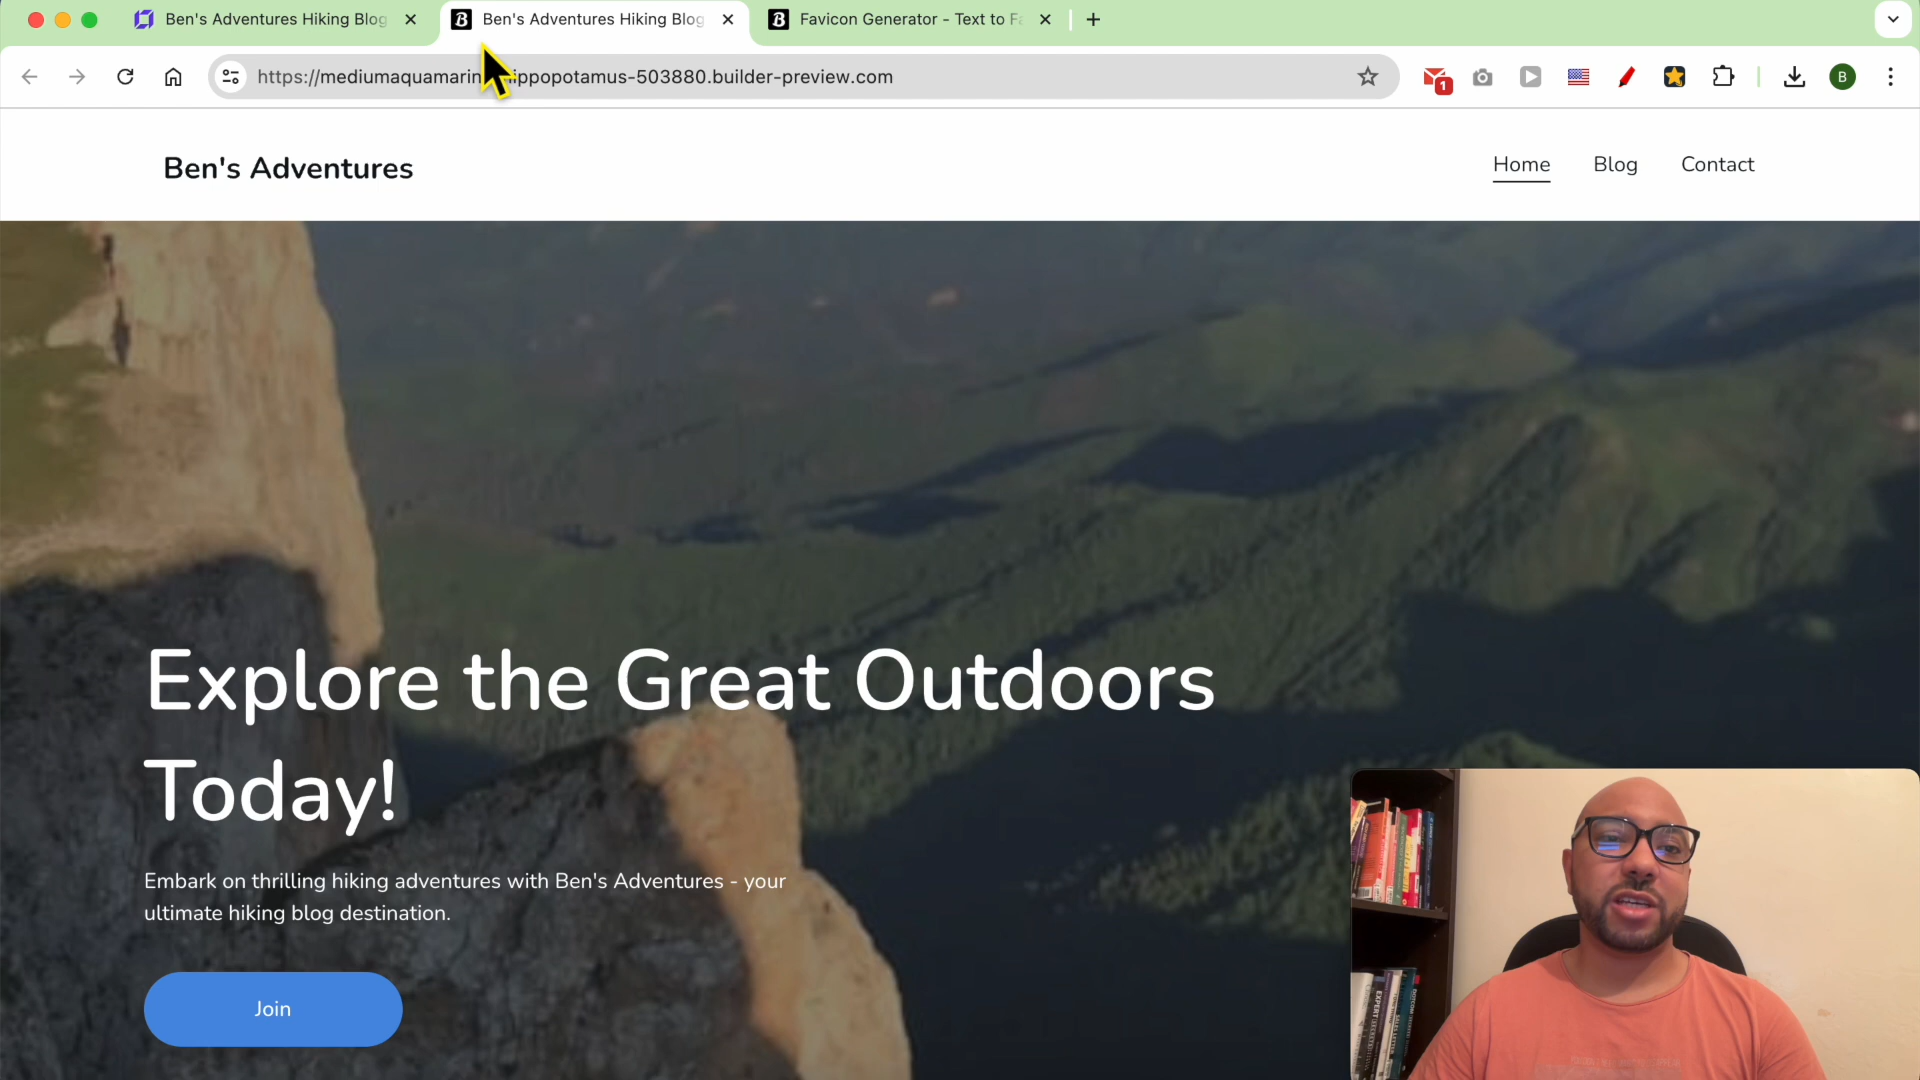 Ben's Adventures Hiking Blog
B Ben's Adventures Hiking Blog
B Favicon Generator - Text to Fa
https://mediumaquamarin ippopotamus-503880.builder-preview.com
1
B
Ben's Adventures
Home Blog Contact
Explore the Great Outdoors
Today!
Embark on thrilling hiking adventures with Ben's Adventures - your
ultimate hiking blog destination.
Join